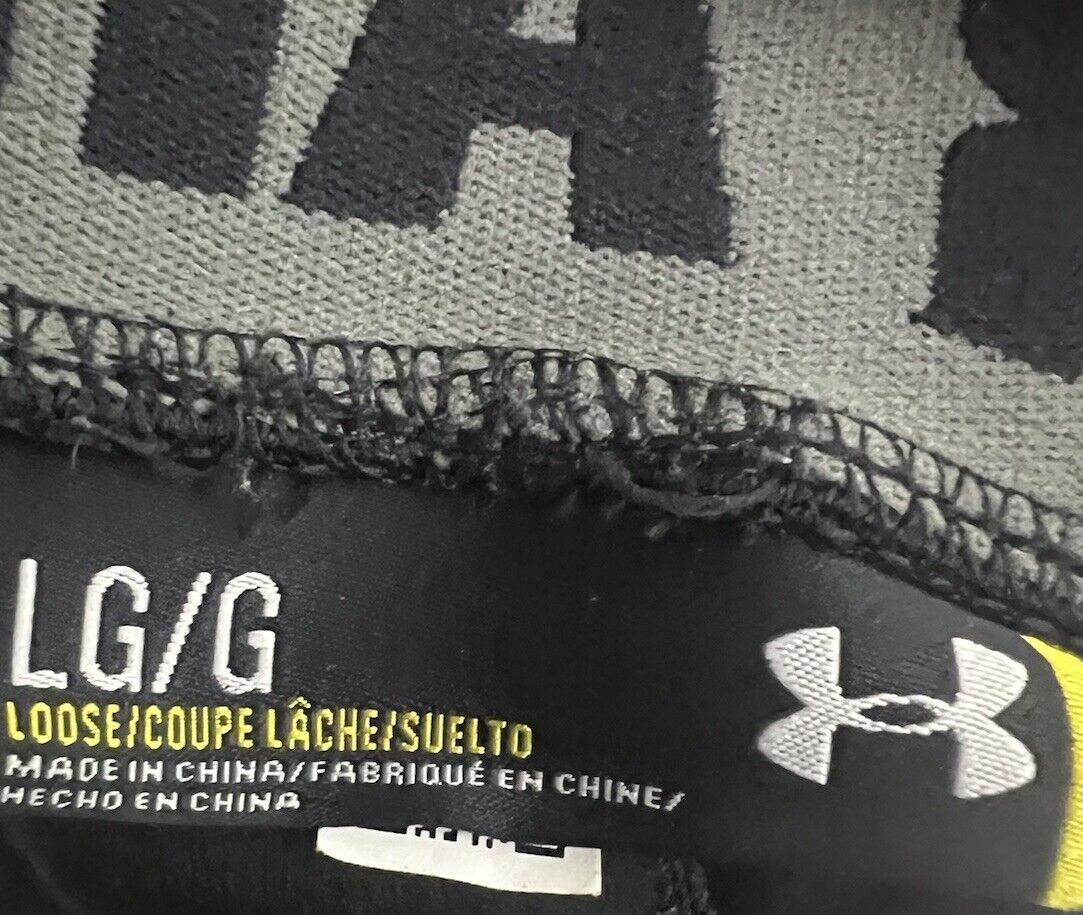 A
LG/G
LOOSE/COUPE LÂCHE/SUELTO
MADE IN CHINA/FABRIQUÉ EN CHINE/
HECHO EN CHINA